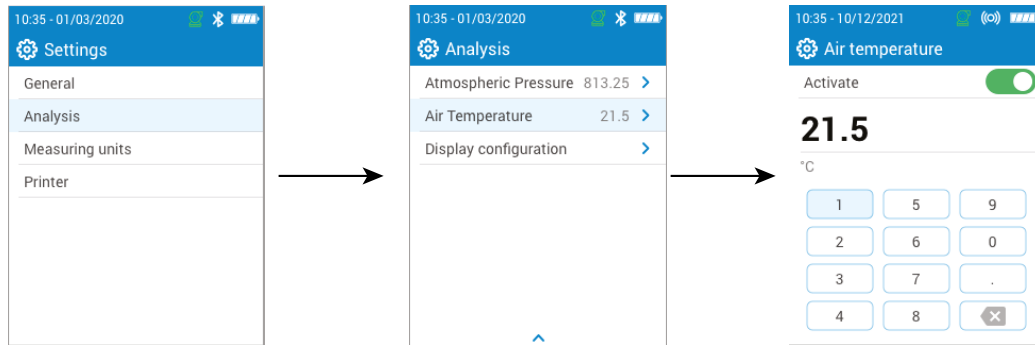 10:35 - 01/03/2020
Settings
General
Analysis
Measuring units
Printer
10:35 - 01/03/2020
Analysis
Atmospheric Pressure 813.25
Air Temperature 21.5
Display configuration
10:35 - 10/12/2021
Air temperature
Activate
21.5
°C
1 5 9
2 6 0
3 7 .
4 8